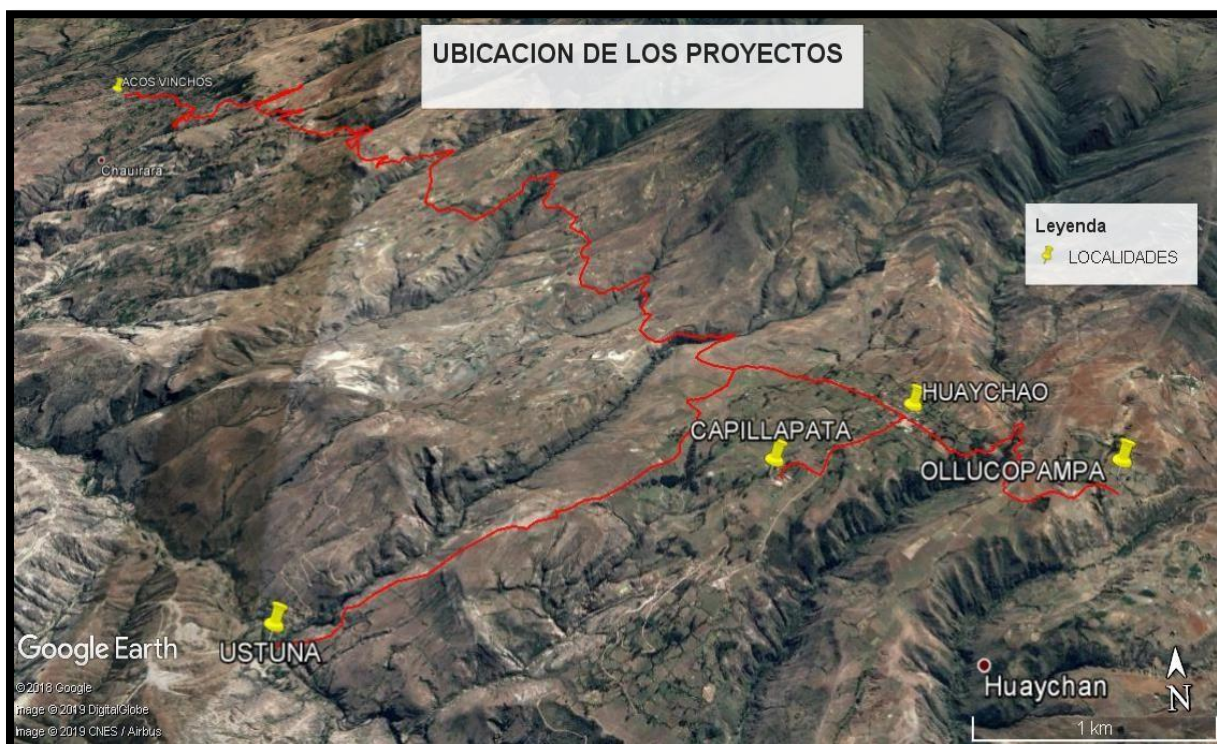 UBICACION DE LOS PROYECTOS
ACOS VINCHOS
Chauirara
Leyenda
LOCALIDADES
HUAYCHAO
CAPILLAPATA
OLLUCOPAMPA
USTUNA
Google Earth
Huaychan
N
©2018 Google
Image © 2019 DigitalGlobe
Image © 2019 CNES / Airbus
1 km